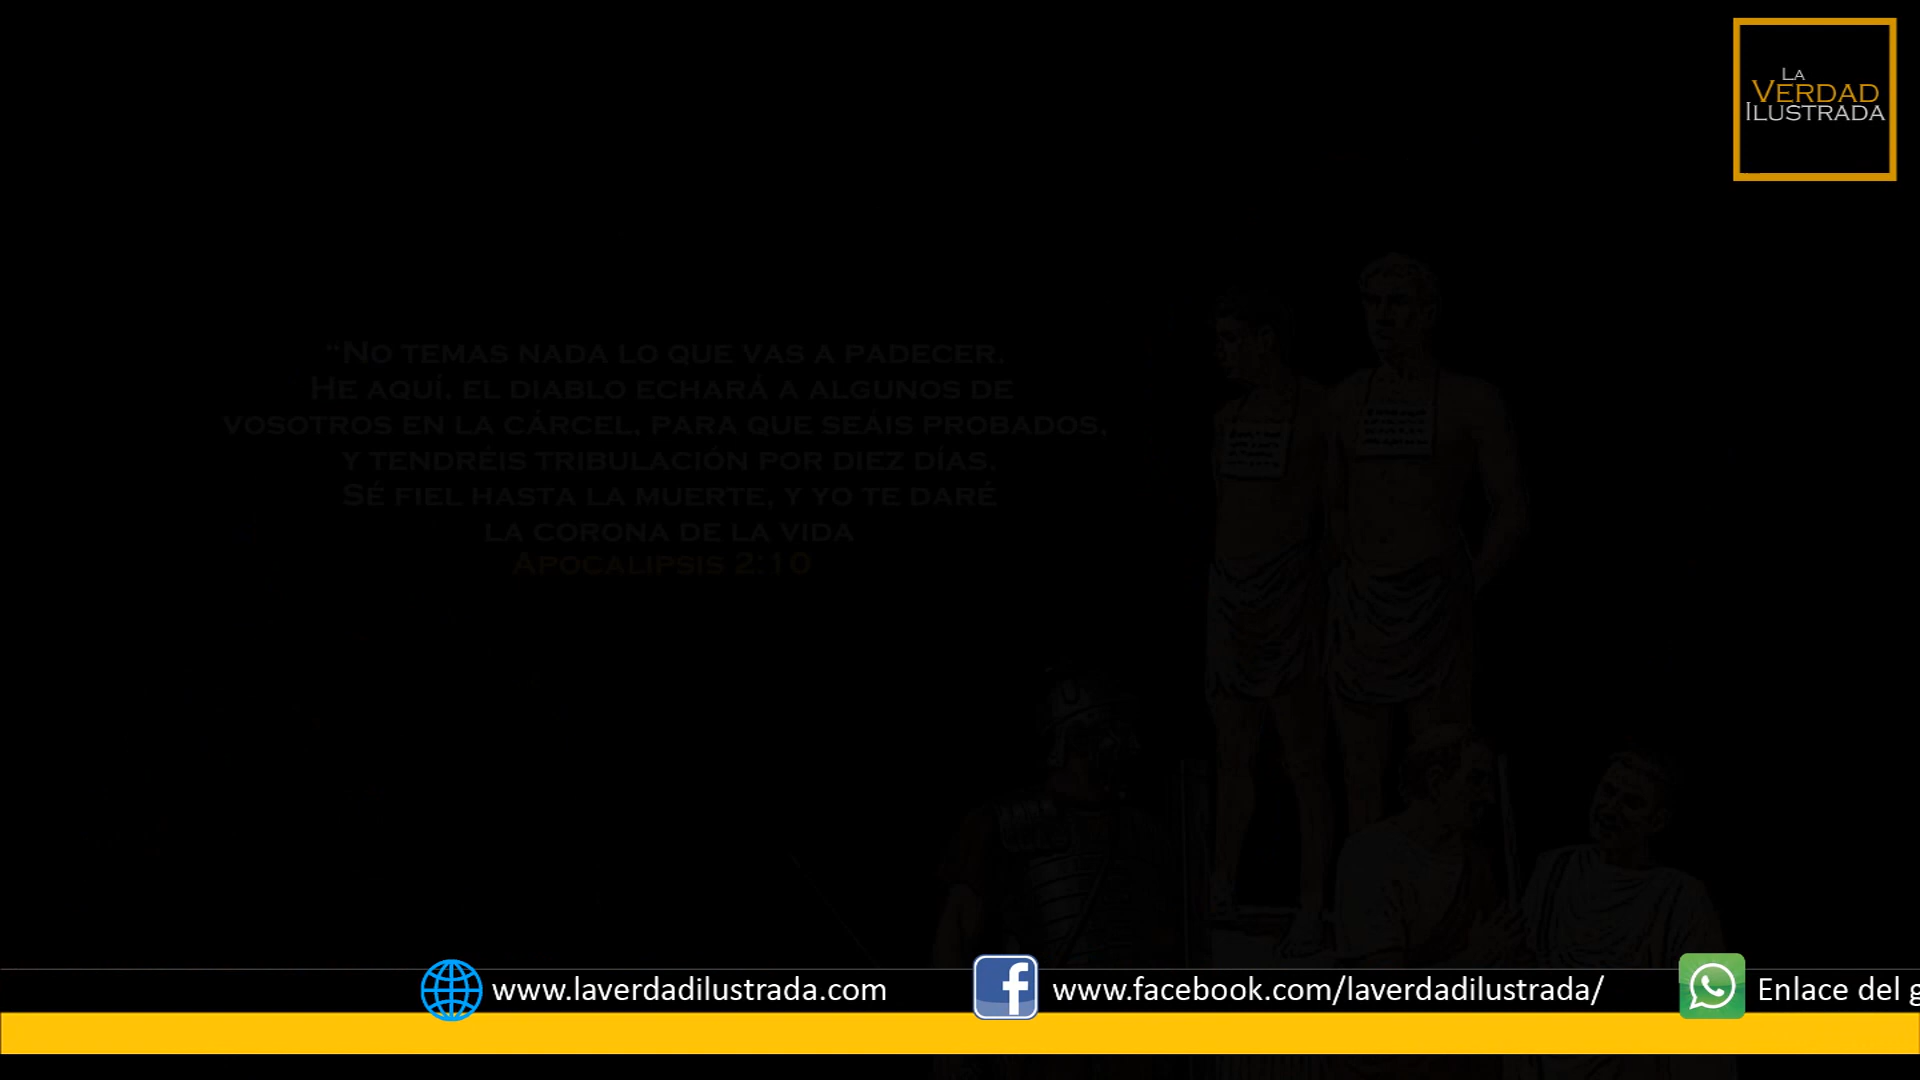 LA
VERDAD
ILUSTRADA
“NO TEMAS NADA LO QUE VAS A PADECER.
HE AQUÍ, EL DIABLO ECHARÁ A ALGUNOS DE
VOSOTROS EN LA CÁRCEL, PARA QUE SEÁIS PROBADOS,
Y TENDRÉIS TRIBULACIÓN POR DIEZ DÍAS.
SÉ FIEL HASTA LA MUERTE, Y YO TE DARÉ
LA CORONA DE LA VIDA
APOCALIPSIS 2:10
www.laverdadilustrada.com
www.facebook.com/laverdadilustrada/
Enlace del g